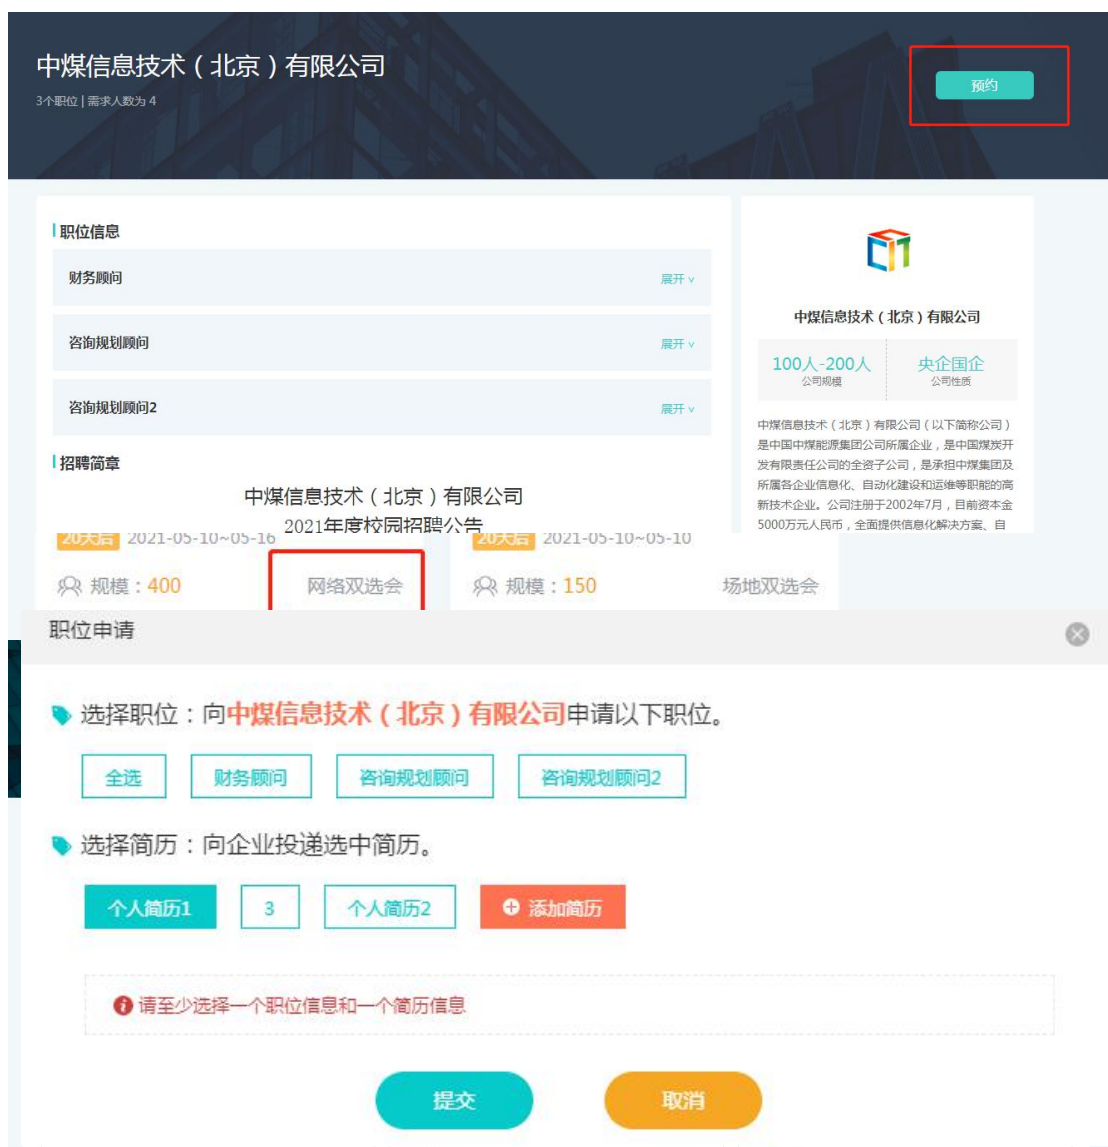 中煤信息技术（北京）有限公司
3个职位 | 需求人数为 4
预约
职位信息
财务顾问
展开
咨询规划顾问
展开
咨询规划顾问2
展开
招聘简章
中煤信息技术（北京）有限公司
2021年度校园招聘公告
中煤信息技术（北京）有限公司
100人-200人
公司规模
央企国企
公司性质
中煤信息技术（北京）有限公司（以下简称公司）
是中国中煤能源集团公司所属企业，是中国煤炭开
发有限责任公司的全资子公司，是承担中煤集团及
所属各企业信息化、自动化建设和运维等职能的高
新技术企业。公司注册于2002年7月，目前资本金
5000万元人民币，全面提供信息化解决方案、自
20天后 2021-05-10~05-16
20天后 2021-05-10~05-10
规模：400
网络双选会
规模：150
场地双选会
职位申请
选择职位：向中煤信息技术（北京）有限公司申请以下职位。
全选
财务顾问
咨询规划顾问
咨询规划顾问2
选择简历：向企业投递选中简历。
个人简历1
3
个人简历2
添加简历
请至少选择一个职位信息和一个简历信息
提交
取消